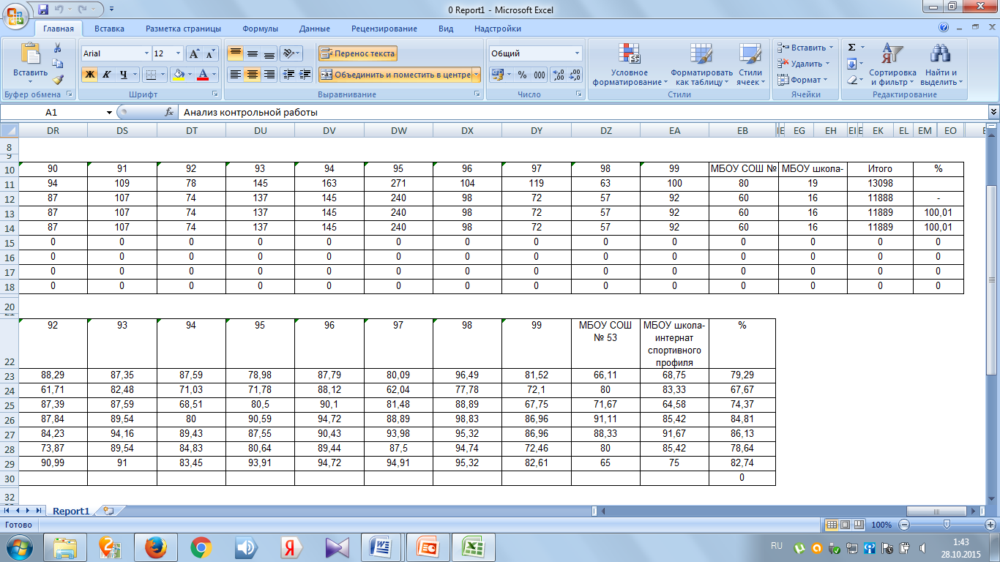 0 Report1 - Microsoft Excel
Главная Вставка Разметка страницы Формулы Данные Рецензирование Вид Надстройки
Вставить
Буфер обмена
Arial 12
Ж К Ч
Шрифт
Перенос текста
Объединить и поместить в центре
Выравнивание
Общий
% 000
Число
Условное форматирование
Форматировать как таблицу
Стили ячеек
Стили
Вставить
Удалить
Формат
Ячейки
Σ
Сортировка и фильтр
Найти и выделить
Редактирование
A1 fx Анализ контрольной работы
DR DS DT DU DV DW DX DY DZ EA EB E EG EH EI E EK EL EM EO
8
9
10 90 91 92 93 94 95 96 97 98 99 МБОУ СОШ № МБОУ школа- Итого %
11 94 109 78 145 163 271 104 119 63 100 80 19 13098
12 87 107 74 137 145 240 98 72 57 92 60 16 11888 -
13 87 107 74 137 145 240 98 72 57 92 60 16 11889 100,01
14 87 107 74 137 145 240 98 72 57 92 60 16 11889 100,01
15 0 0 0 0 0 0 0 0 0 0 0 0 0 0
16 0 0 0 0 0 0 0 0 0 0 0 0 0 0
17 0 0 0 0 0 0 0 0 0 0 0 0 0 0
18 0 0 0 0 0 0 0 0 0 0 0 0 0 0
20
22 92 93 94 95 96 97 98 99 МБОУ СОШ № 53 МБОУ школа-интернат спортивного профиля %
23 88,29 87,35 87,59 78,98 87,79 80,09 96,49 81,52 66,11 68,75 79,29
24 61,71 82,48 71,03 71,78 88,12 62,04 77,78 72,1 80 83,33 67,67
25 87,39 87,59 68,51 80,5 90,1 81,48 88,89 67,75 71,67 64,58 74,37
26 87,84 89,54 80 90,59 94,72 88,89 98,83 86,96 91,11 85,42 84,81
27 84,23 94,16 89,43 87,55 90,43 93,98 95,32 86,96 88,33 91,67 86,13
28 73,87 89,54 84,83 80,64 89,44 87,5 94,74 72,46 80 85,42 78,64
29 90,99 91 83,45 93,91 94,72 94,91 95,32 82,61 65 75 82,74
30 0
32
Report1
Готово 100%
RU 1:43
28.10.2015